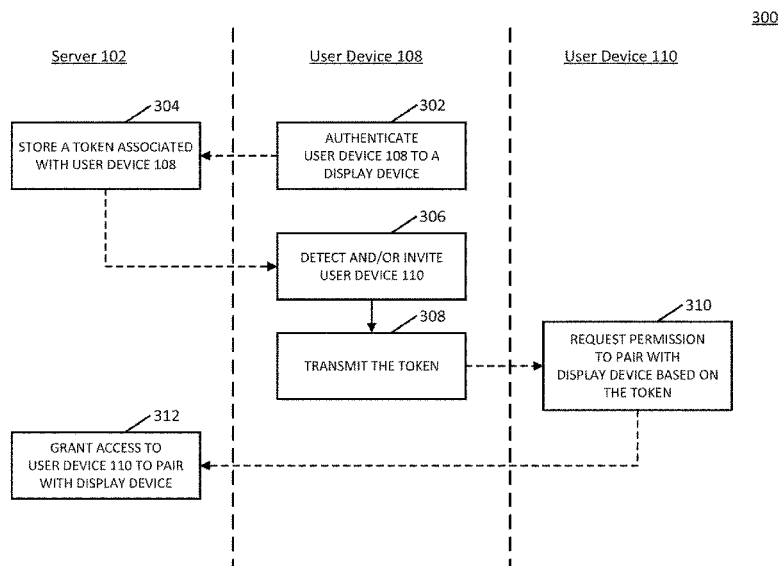 300
Server 102
User Device 108
User Device 110
304
302
STORE A TOKEN ASSOCIATED
WITH USER DEVICE 108
AUTHENTICATE
USER DEVICE 108 TO A
DISPLAY DEVICE
306
DETECT AND/OR INVITE
USER DEVICE 110
308
TRANSMIT THE TOKEN
310
REQUEST PERMISSION
TO PAIR WITH
DISPLAY DEVICE BASED ON
THE TOKEN
312
GRANT ACCESS TO
USER DEVICE 110 TO PAIR
WITH DISPLAY DEVICE